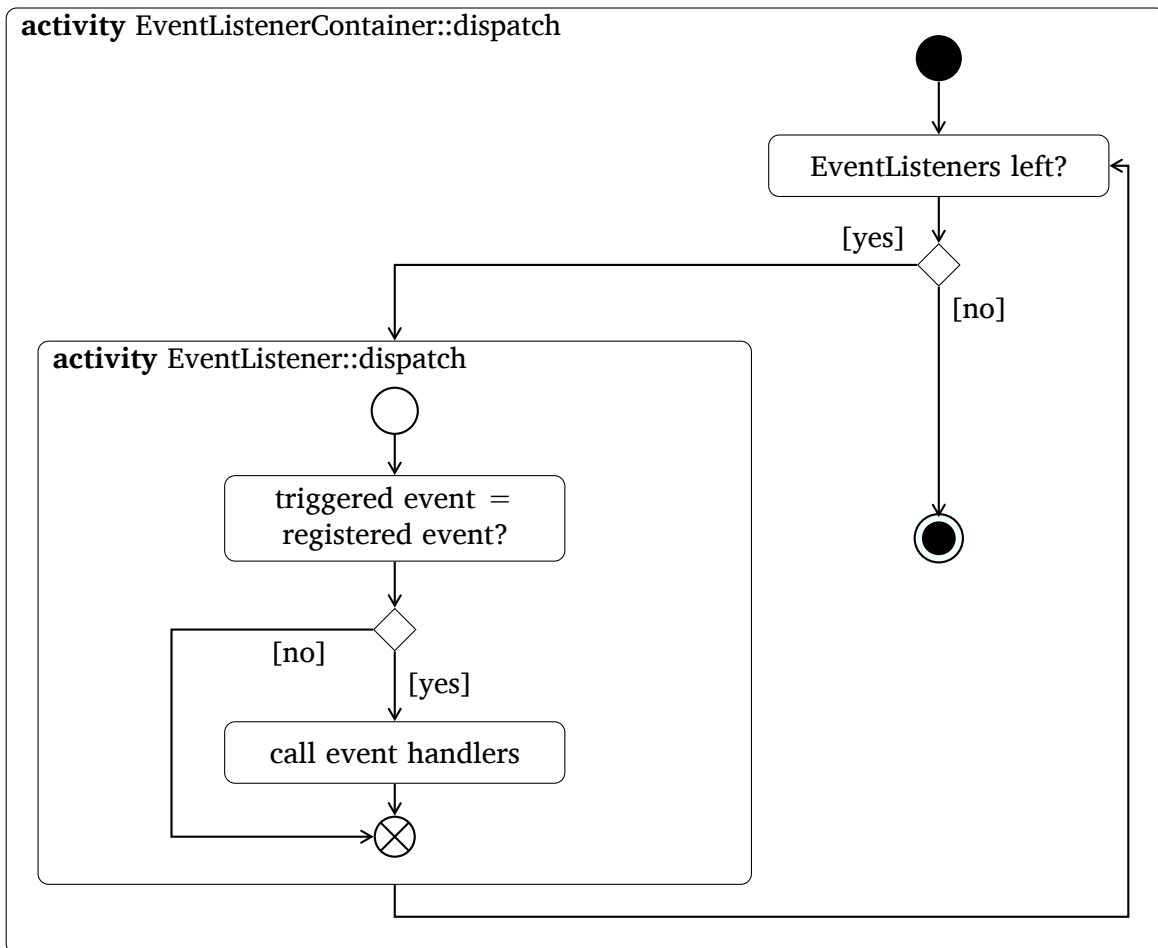 activity EventListenerContainer::dispatch
EventListeners left?
[yes]
[no]
activity EventListener::dispatch
triggered event =
registered event?
[no]
[yes]
call event handlers